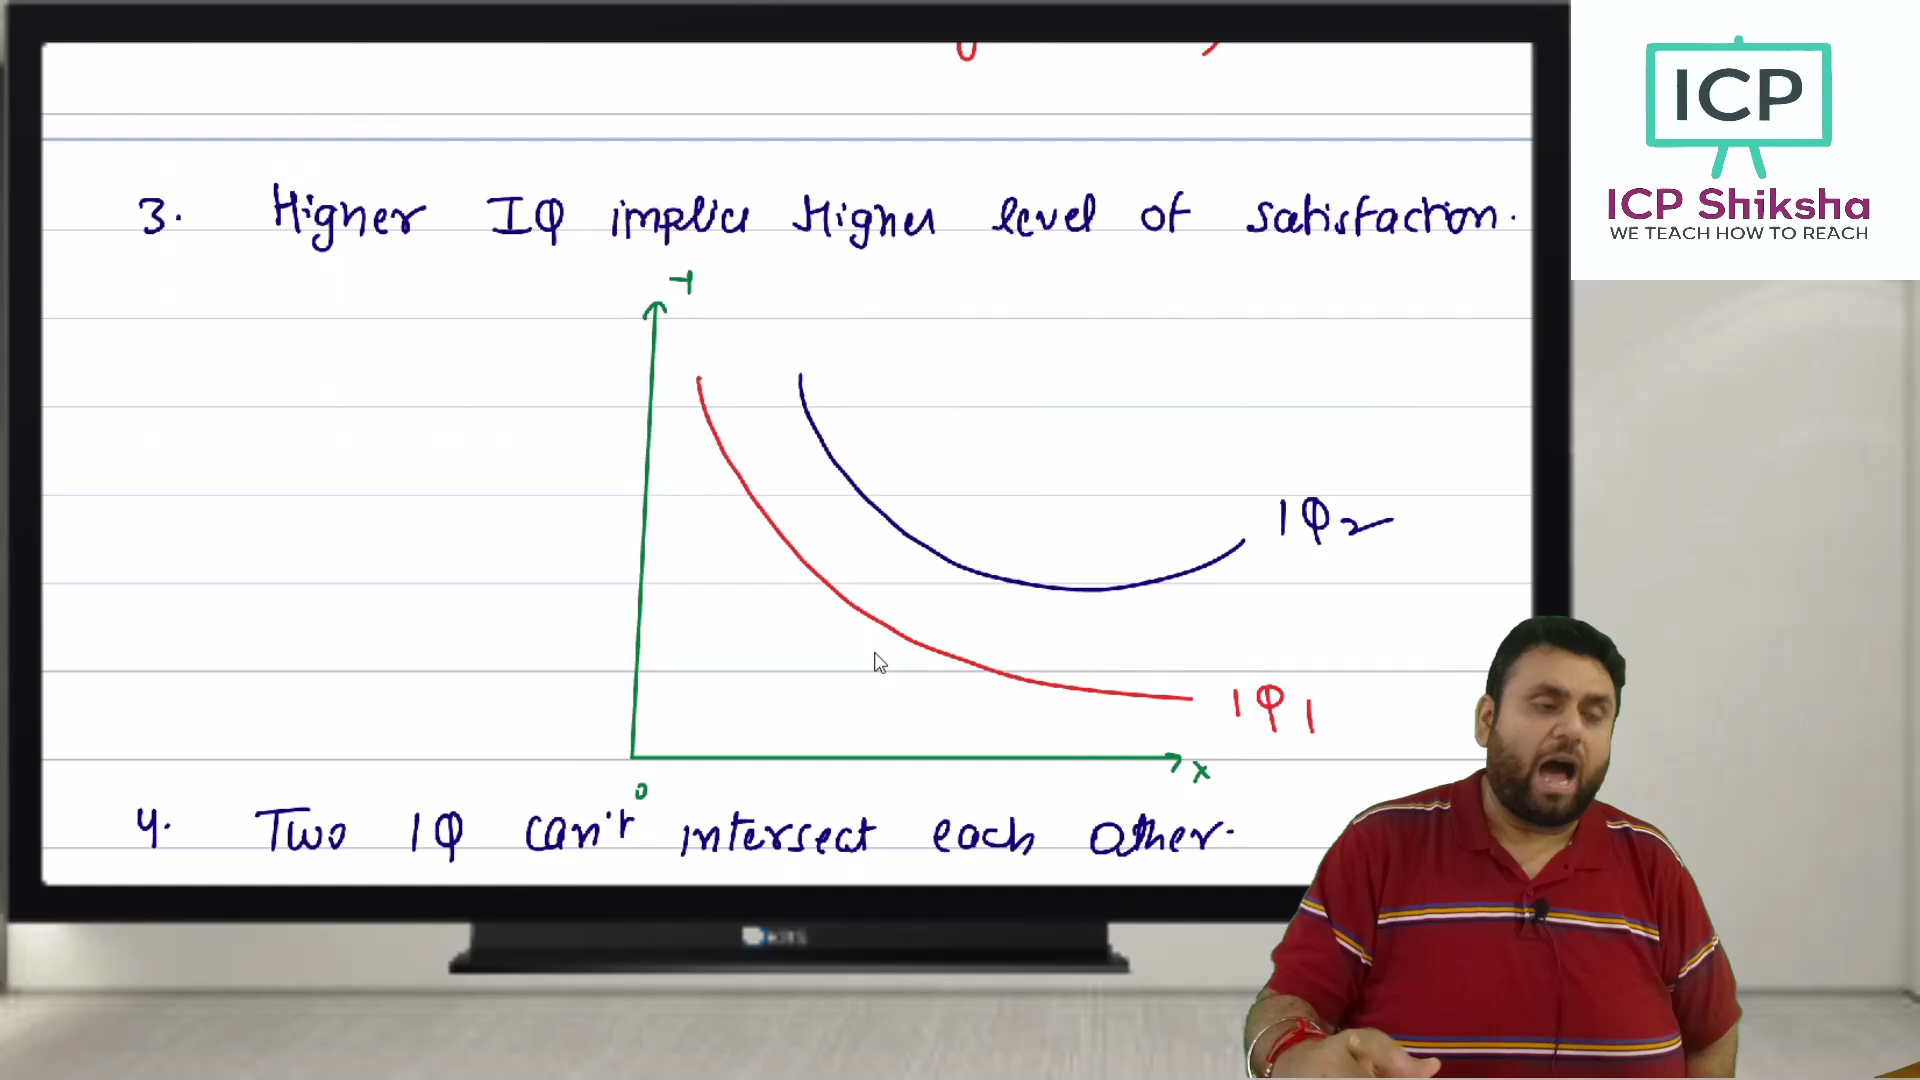 ICP
ICP Shiksha
WE TEACH HOW TO REACH
3. Higher IQ implies Higher level of satisfaction.
Y
IQ2
IQ1
x
0
4. Two IQ can't intersect each other.